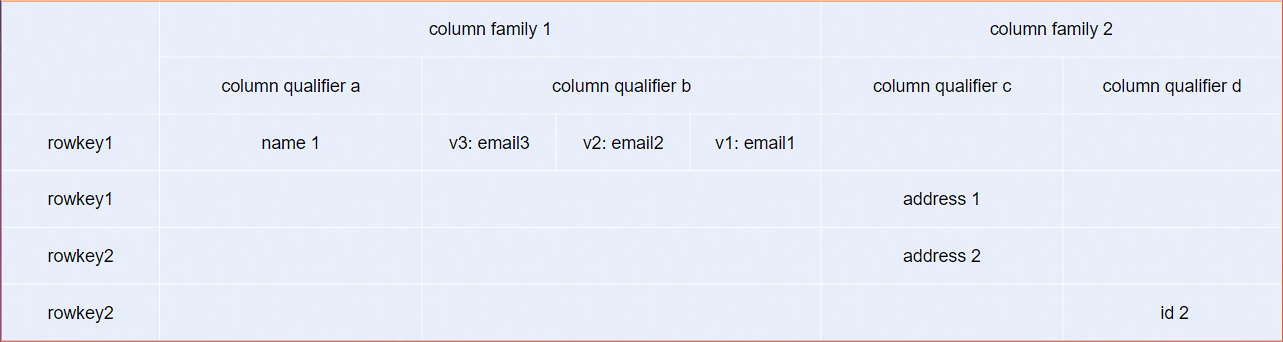 column family 1 column family 2
column qualifier a column qualifier b column qualifier c column qualifier d
rowkey1 name 1 v3: email3 v2: email2 v1: email1
rowkey1 address 1
rowkey2 address 2
rowkey2 id 2